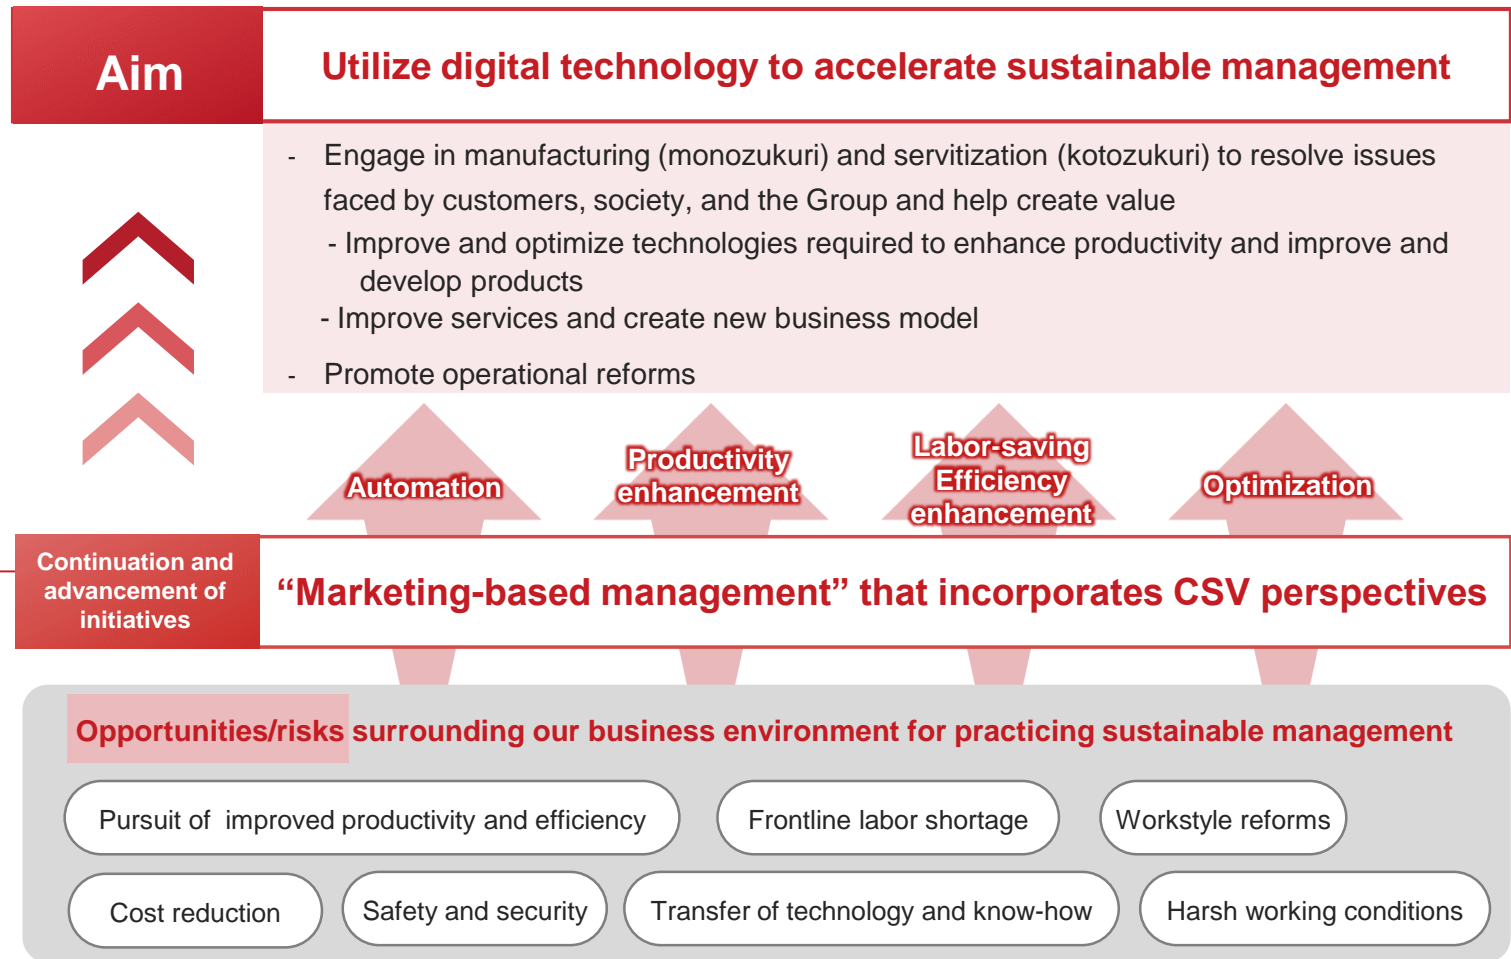 Aim
Utilize digital technology to accelerate sustainable management
- Engage in manufacturing (monozukuri) and servitization (kotozukuri) to resolve issues
faced by customers, society, and the Group and help create value
- Improve and optimize technologies required to enhance productivity and improve and
develop products
- Improve services and create new business model
- Promote operational reforms
Automation
Productivity
enhancement
Labor-saving
Efficiency
enhancement
Optimization
Continuation and
advancement of
initiatives
“Marketing-based management” that incorporates CSV perspectives
Opportunities/risks surrounding our business environment for practicing sustainable management
Pursuit of improved productivity and efficiency
Frontline labor shortage
Workstyle reforms
Cost reduction
Safety and security
Transfer of technology and know-how
Harsh working conditions